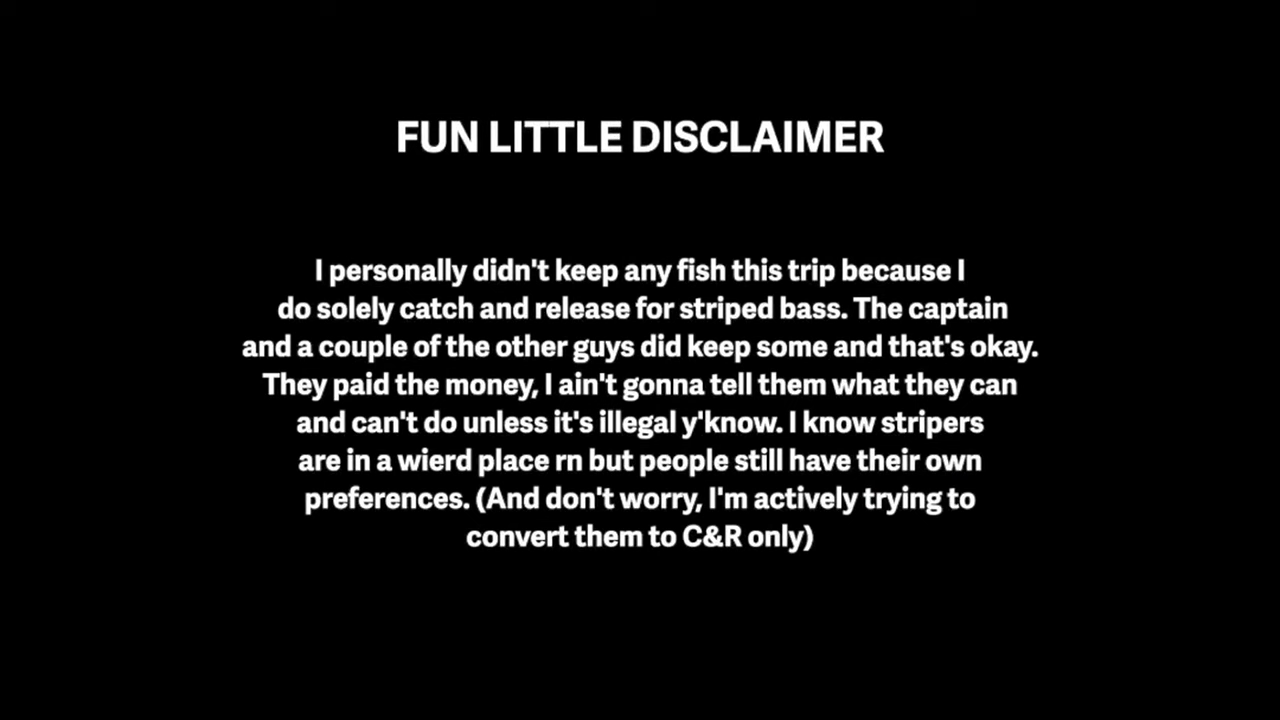 FUN LITTLE DISCLAIMER
I personally didn't keep any fish this trip because I
do solely catch and release for striped bass. The captain
and a couple of the other guys did keep some and that's okay.
They paid the money, I ain't gonna tell them what they can
and can't do unless it's illegal y'know. I know stripers
are in a wierd place rn but people still have their own
preferences. (And don't worry, I'm actively trying to
convert them to C&R only)